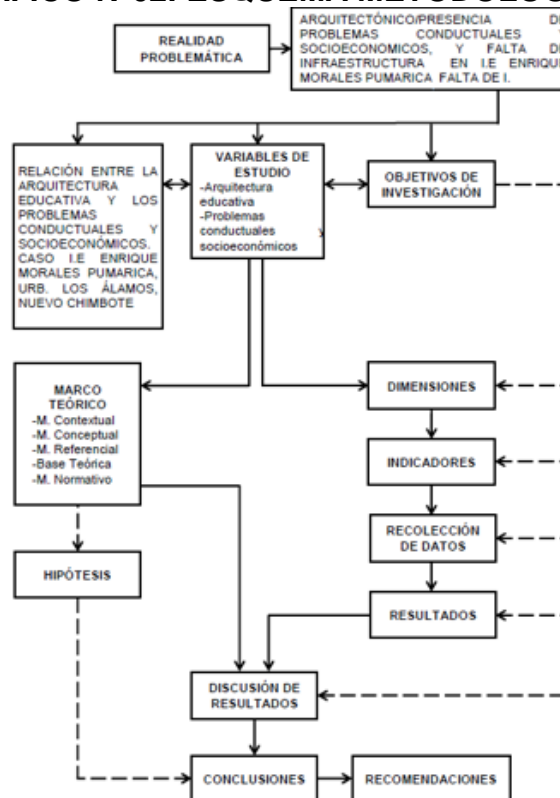 REALIDAD
PROBLEMÁTICA
ARQUITECTÓNICO/PRESENCIA
PROBLEMAS CONDUCTUALES
SOCIOECONOMICOS, Y FALTA
INFRAESTRUCTURA EN I.E ENRIQUE
MORALES PUMARICA FALTA DE I.
RELACIÓN ENTRE LA
ARQUITECTURA
EDUCATIVA Y LOS
PROBLEMAS
CONDUCTUALES Y
SOCIOECONÓMICOS.
CASO I.E ENRIQUE
MORALES PUMARICA,
URB. LOS ÁLAMOS,
NUEVO CHIMBOTE
VARIABLES DE
ESTUDIO
-Arquitectura
educativa
-Problemas
conductuales y
socioeconómicos
OBJETIVOS DE
INVESTIGACIÓN
MARCO
TEÓRICO
-M. Contextual
-M. Conceptual
-M. Referencial
-Base Teórica
-M. Normativo
DIMENSIONES
INDICADORES
RECOLECCIÓN
DE DATOS
HIPÓTESIS
RESULTADOS
DISCUSIÓN DE
RESULTADOS
CONCLUSIONES
RECOMENDACIONES